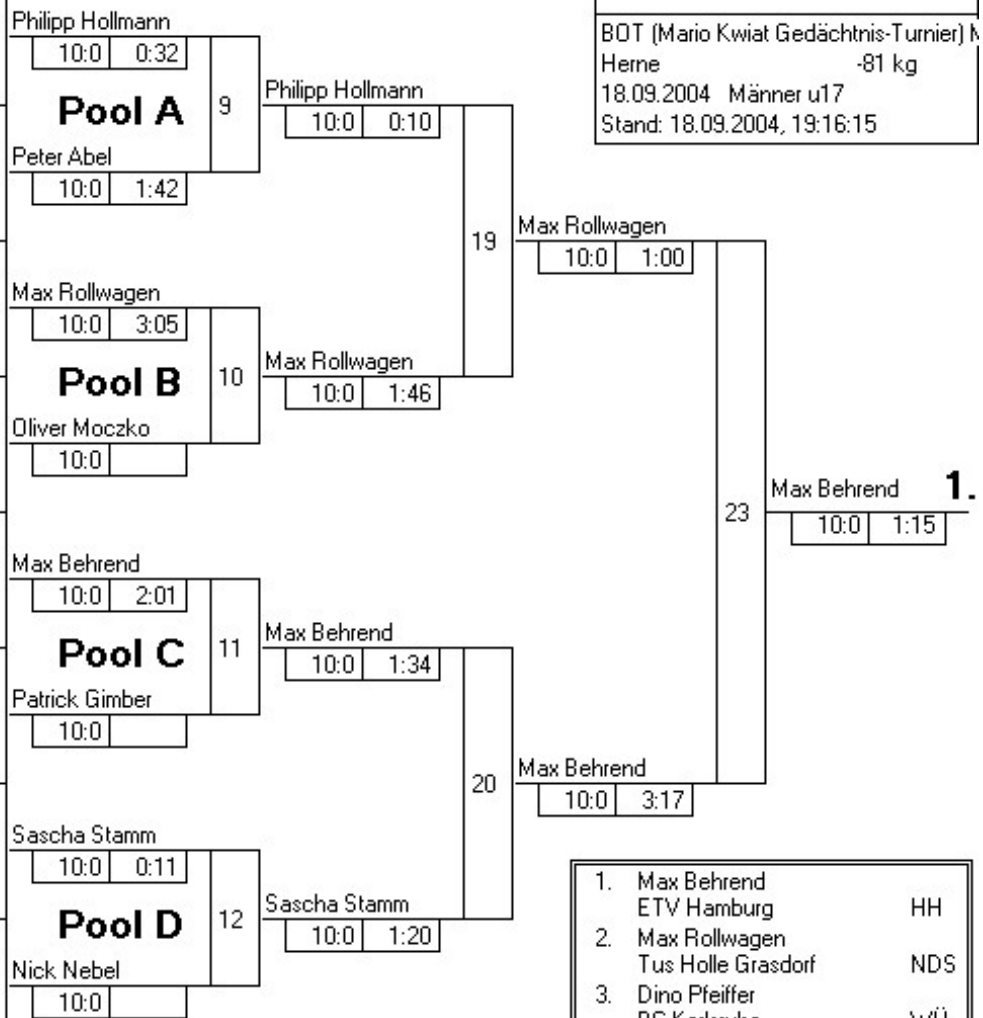 Philipp Hollmann
10:0 0:32
Pool A
9
Peter Abel
10:0 1:42
Max Rollwagen
10:0 3:05
Pool B
10
Oliver Moczko
10:0
Max Behrend
10:0 2:01
Pool C
11
Patrick Gimber
10:0
Sascha Stamm
10:0 0:11
Pool D
12
Nick Nebel
10:0
Philipp Hollmann
10:0 0:10
19
Max Rollwagen
10:0 1:46
Max Behrend
10:0 1:34
20
Sascha Stamm
10:0 1:20
Max Rollwagen
10:0 1:00
23
Max Behrend
10:0 3:17
Max Behrend 1.
10:0 1:15
BOT (Mario Kwiat Gedächtnis-Turnier)
Herne -81 kg
18.09.2004 Männer u17
Stand: 18.09.2004, 19:16:15
1. Max Behrend
ETV Hamburg HH
2. Max Rollwagen
Tus Holle Grasdorf NDS
3. Dino Pfeiffer